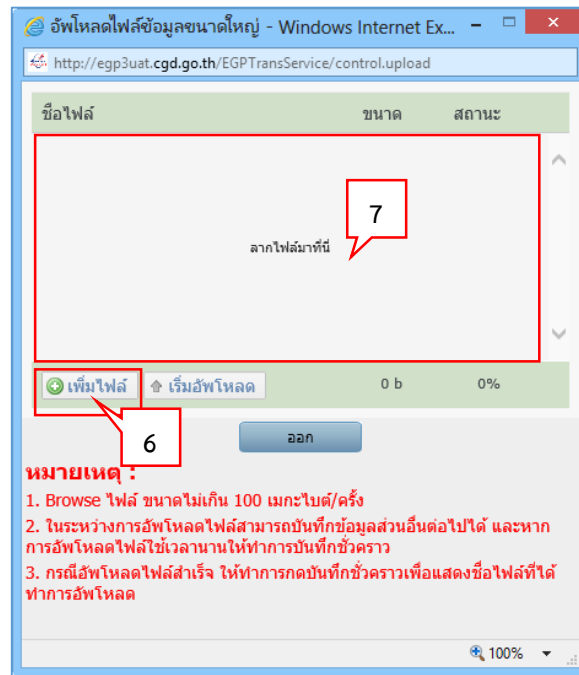 อัพโหลดไฟล์ข้อมูลขนาดใหญ่ - Windows Internet Ex...
http://egp3uat.cgd.go.th/EGPTransService/control.upload
ชื่อไฟล์ ขนาด สถานะ
7
ลากไฟล์มาที่นี่
เพิ่มไฟล์ เริ่มอัพโหลด 0 b 0%
6
ออก
หมายเหตุ :
1. Browse ไฟล์ ขนาดไม่เกิน 100 เมกะไบต์/ครั้ง
2. ในระหว่างการอัพโหลดไฟล์สามารถบันทึกข้อมูลส่วนอื่นต่อไปได้ และหาก
การอัพโหลดไฟล์ใช้เวลานานให้ทำการบันทึกชั่วคราว
3. กรณีอัพโหลดไฟล์สำเร็จ ให้ทำการกดบันทึกชั่วคราวเพื่อแสดงชื่อไฟล์ที่ได้
ทำการอัพโหลด
100%